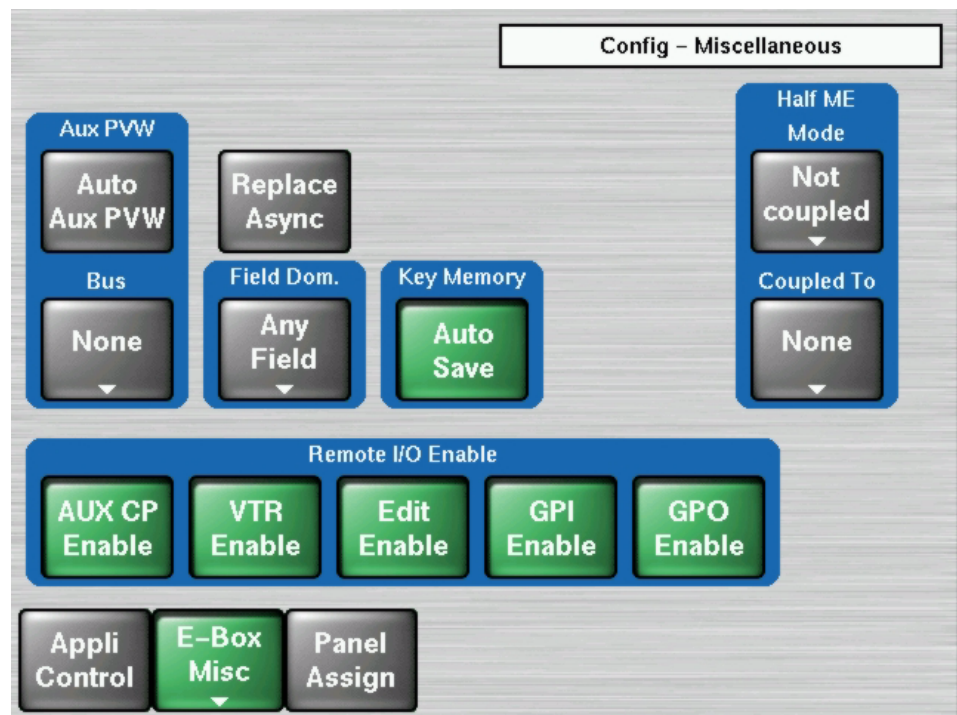 Config – Miscellaneous
Half ME
Mode
Not
coupled
Coupled To
None
Aux PVW
Auto
Aux PVW
Bus
None
Replace
Async
Field Dom.
Any
Field
Key Memory
Auto
Save
Remote I/O Enable
AUX CP
Enable
VTR
Enable
Edit
Enable
GPI
Enable
GPO
Enable
Appli
Control
E–Box
Misc
Panel
Assign